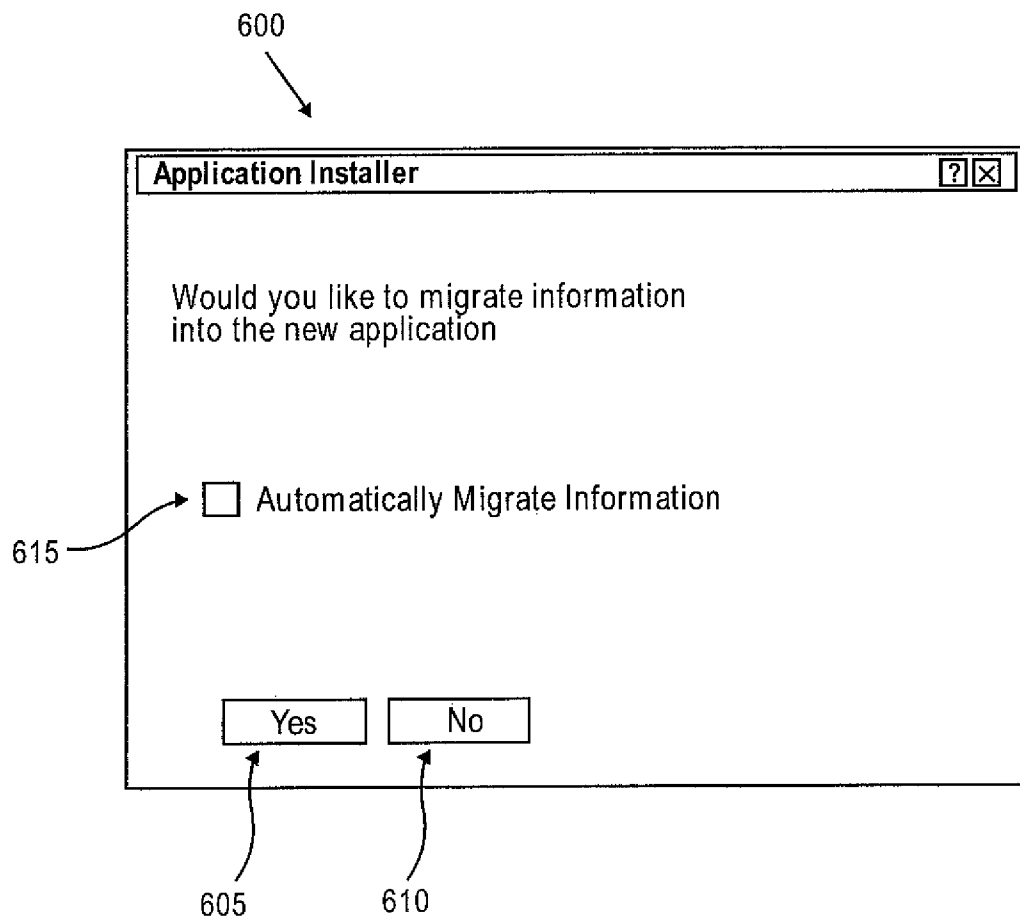 600
Application Installer ?
Would you like to migrate information
into the new application
Automatically Migrate Information
615
Yes No
605 610